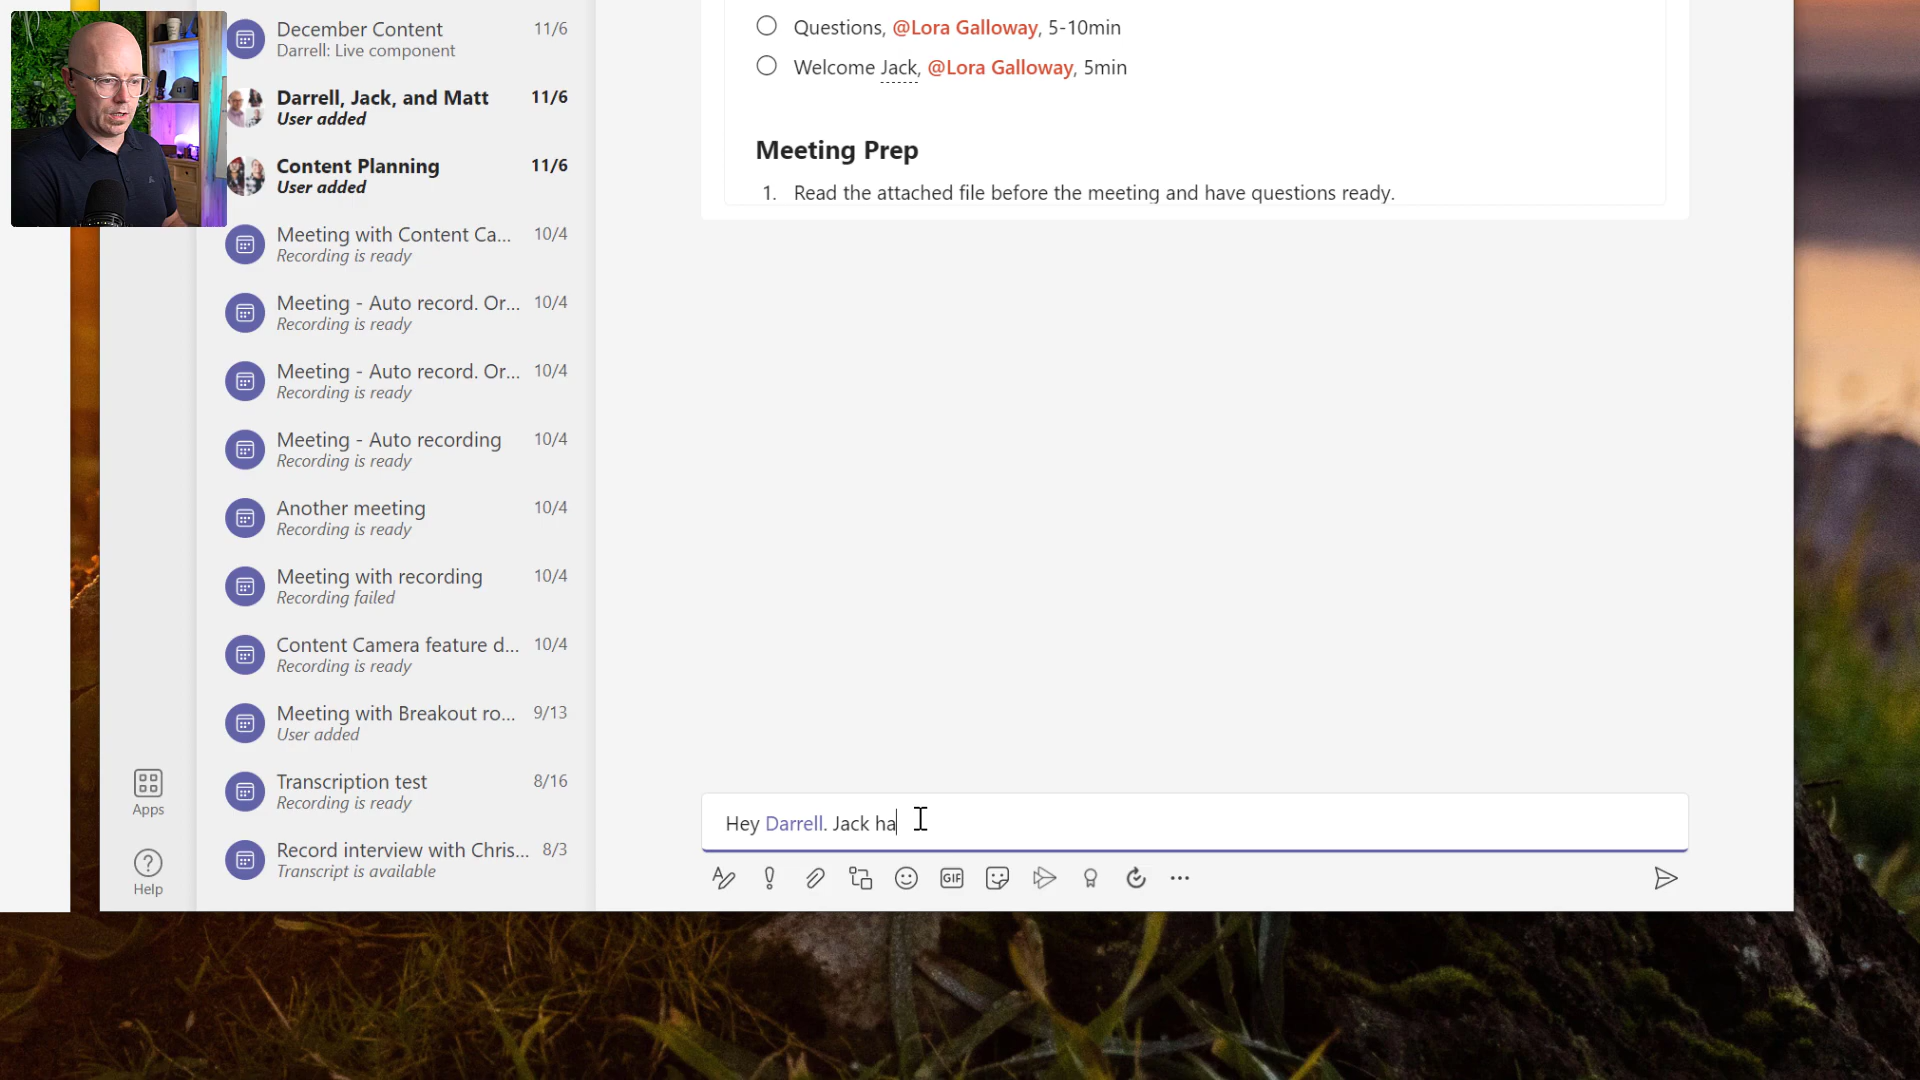 December Content 11/6
Darrell: Live component
Darrell, Jack, and Matt 11/6
User added
Content Planning 11/6
User added
Meeting with Content Ca... 10/4
Recording is ready
Meeting - Auto record. Or... 10/4
Recording is ready
Meeting - Auto record. Or... 10/4
Recording is ready
Meeting - Auto recording 10/4
Recording is ready
Another meeting 10/4
Recording is ready
Meeting with recording 10/4
Recording failed
Content Camera feature d... 10/4
Recording is ready
Meeting with Breakout ro... 9/13
User added
Transcription test 8/16
Recording is ready
Record interview with Chris... 8/3
Transcript is available
Apps
Help
Questions, @Lora Galloway, 5-10min
Welcome Jack, @Lora Galloway, 5min
Meeting Prep
1. Read the attached file before the meeting and have questions ready.
Hey Darrell. Jack ha
GIF